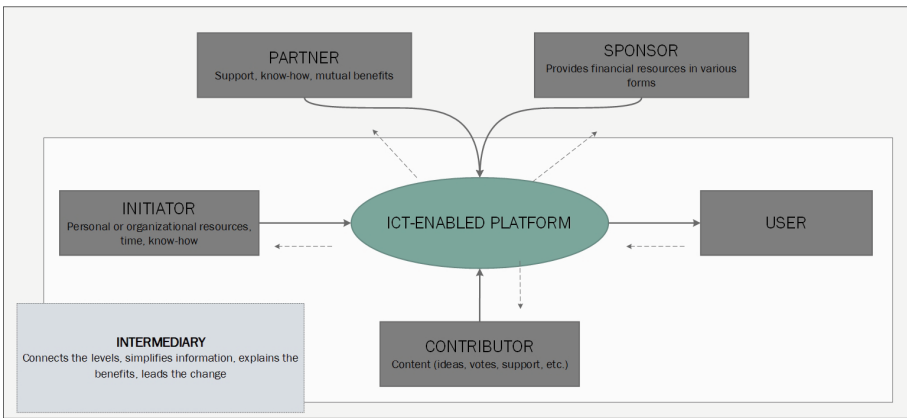 PARTNER
Support, know-how, mutual benefits
SPONSOR
Provides financial resources in various
forms
INITIATOR
Personal or organizational resources,
time, know-how
ICT-ENABLED PLATFORM
USER
INTERMEDIARY
Connects the levels, simplifies information, explains the
benefits, leads the change
CONTRIBUTOR
Content (ideas, votes, support, etc.)